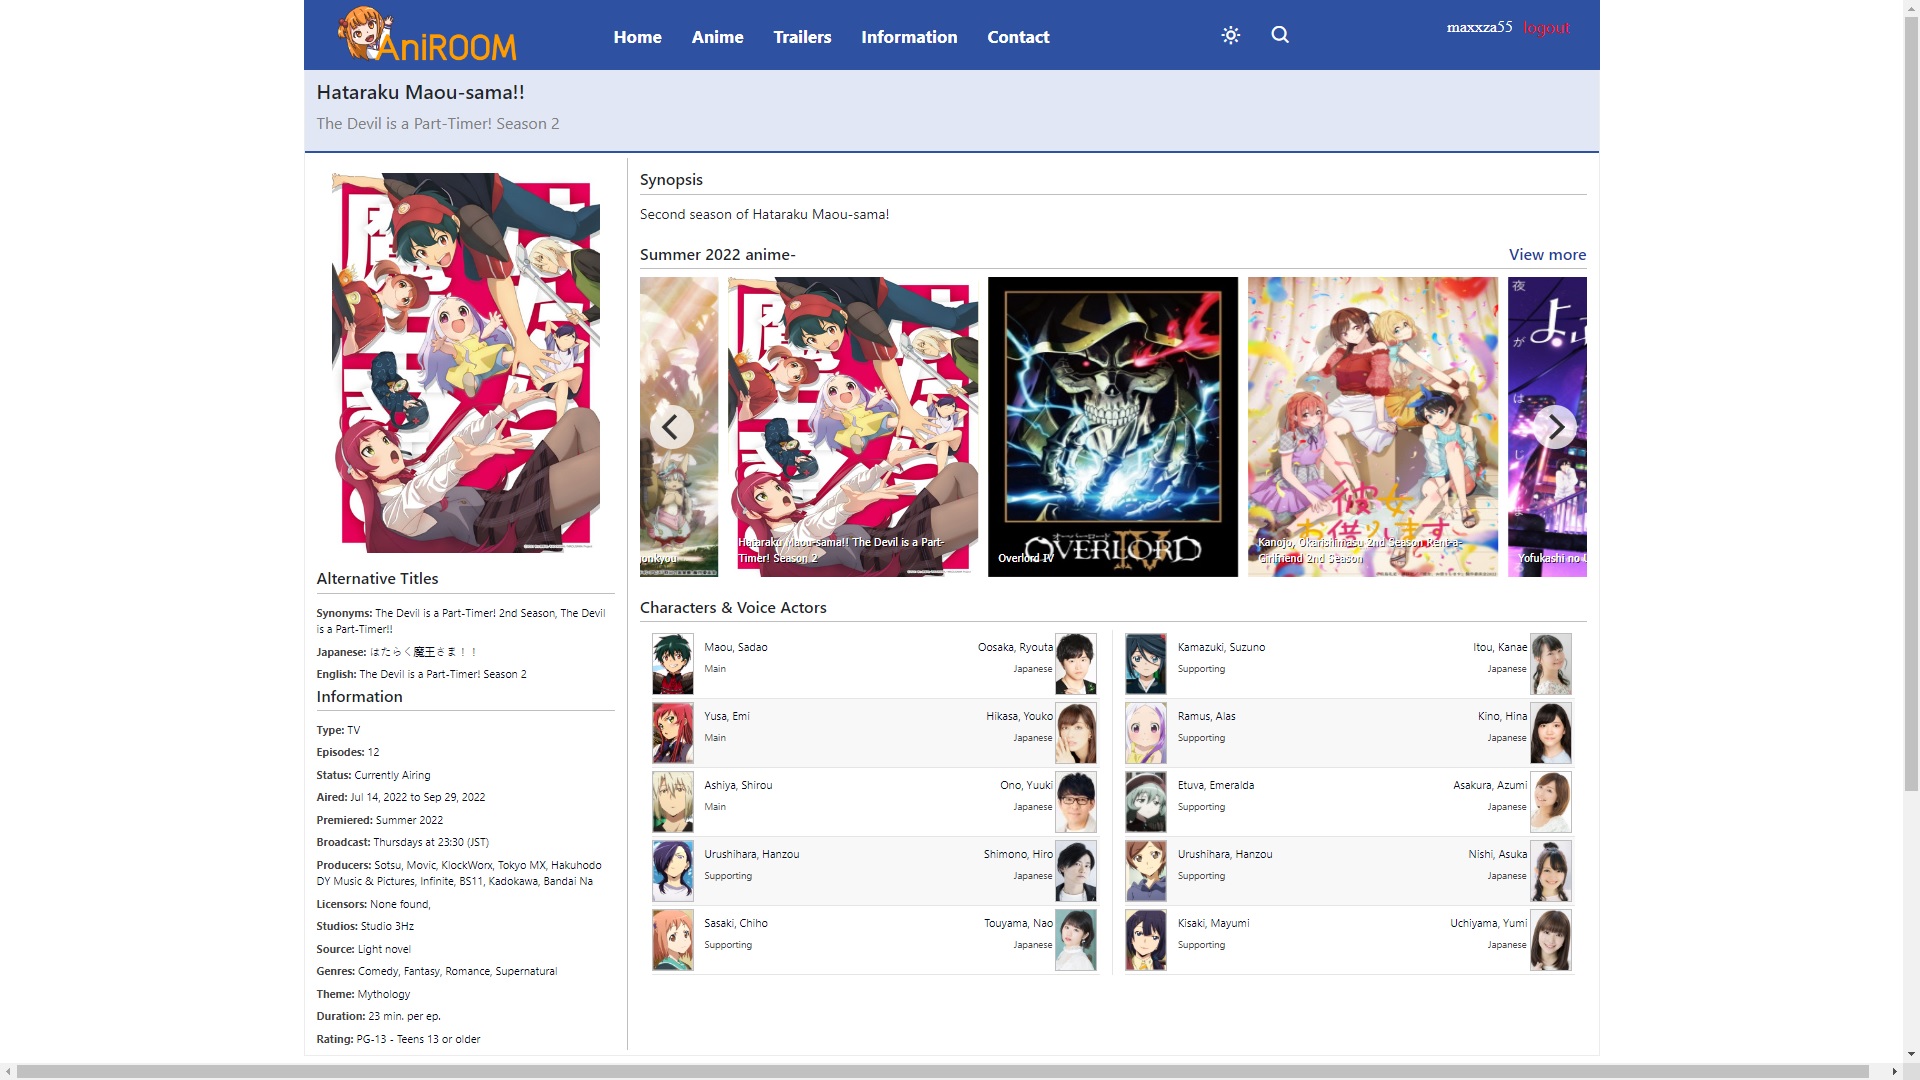 AniROOM
Home
Anime
Trailers
Information
Contact
maxxza55
logout
Hataraku Maou-sama!!
The Devil is a Part-Timer! Season 2
Alternative Titles
Synonyms: The Devil is a Part-Timer! 2nd Season, The Devil
is a Part-Timer!!
Japanese: はたらく魔王さま！！
English: The Devil is a Part-Timer! Season 2
Information
Type: TV
Episodes: 12
Status: Currently Airing
Aired: Jul 14, 2022 to Sep 29, 2022
Premiered: Summer 2022
Broadcast: Thursdays at 23:30 (JST)
Producers: Sotsu, Movic, KlockWorx, Tokyo MX, Hakuhodo
DY Music & Pictures, Infinite, BS11, Kadokawa, Bandai Na
Licensors: None found,
Studios: Studio 3Hz
Source: Light novel
Genres: Comedy, Fantasy, Romance, Supernatural
Theme: Mythology
Duration: 23 min. per ep.
Rating: PG-13 - Teens 13 or older
Synopsis
Second season of Hataraku Maou-sama!
Summer 2022 anime-
View more
Hataraku Maou-sama!! The Devil is a Part-
Timer! Season 2
OVERLORD IV
Overlord IV
彼女
お借りします
Kanojo, Okarishimasu 2nd Season Rent-a-
Girlfriend 2nd Season
夜
が
は
Yofukashi no
Characters & Voice Actors
Maou, Sadao
Main
Oosaka, Ryouta
Japanese
Kamazuki, Suzuno
Supporting
Itou, Kanae
Japanese
Yusa, Emi
Main
Hikasa, Youko
Japanese
Ramus, Alas
Supporting
Kino, Hina
Japanese
Ashiya, Shirou
Main
Ono, Yuuki
Japanese
Etuva, Emeralda
Supporting
Asakura, Azumi
Japanese
Urushihara, Hanzou
Supporting
Shimono, Hiro
Japanese
Urushihara, Hanzou
Supporting
Nishi, Asuka
Japanese
Sasaki, Chiho
Supporting
Touyama, Nao
Japanese
Kisaki, Mayumi
Supporting
Uchiyama, Yumi
Japanese